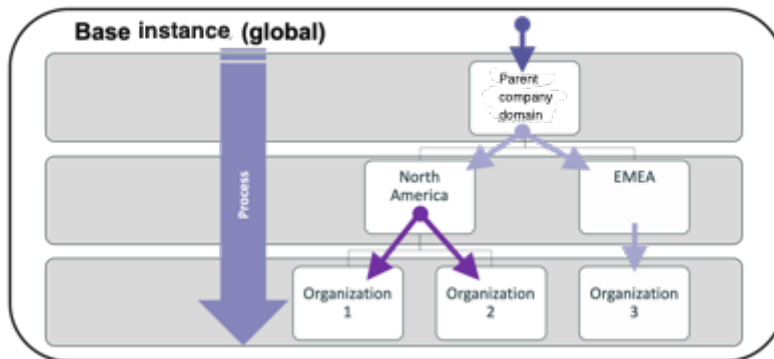 Base instance (global)
Parent
company
domain
North
America
EMEA
Process
Organization
1
Organization
2
Organization
3